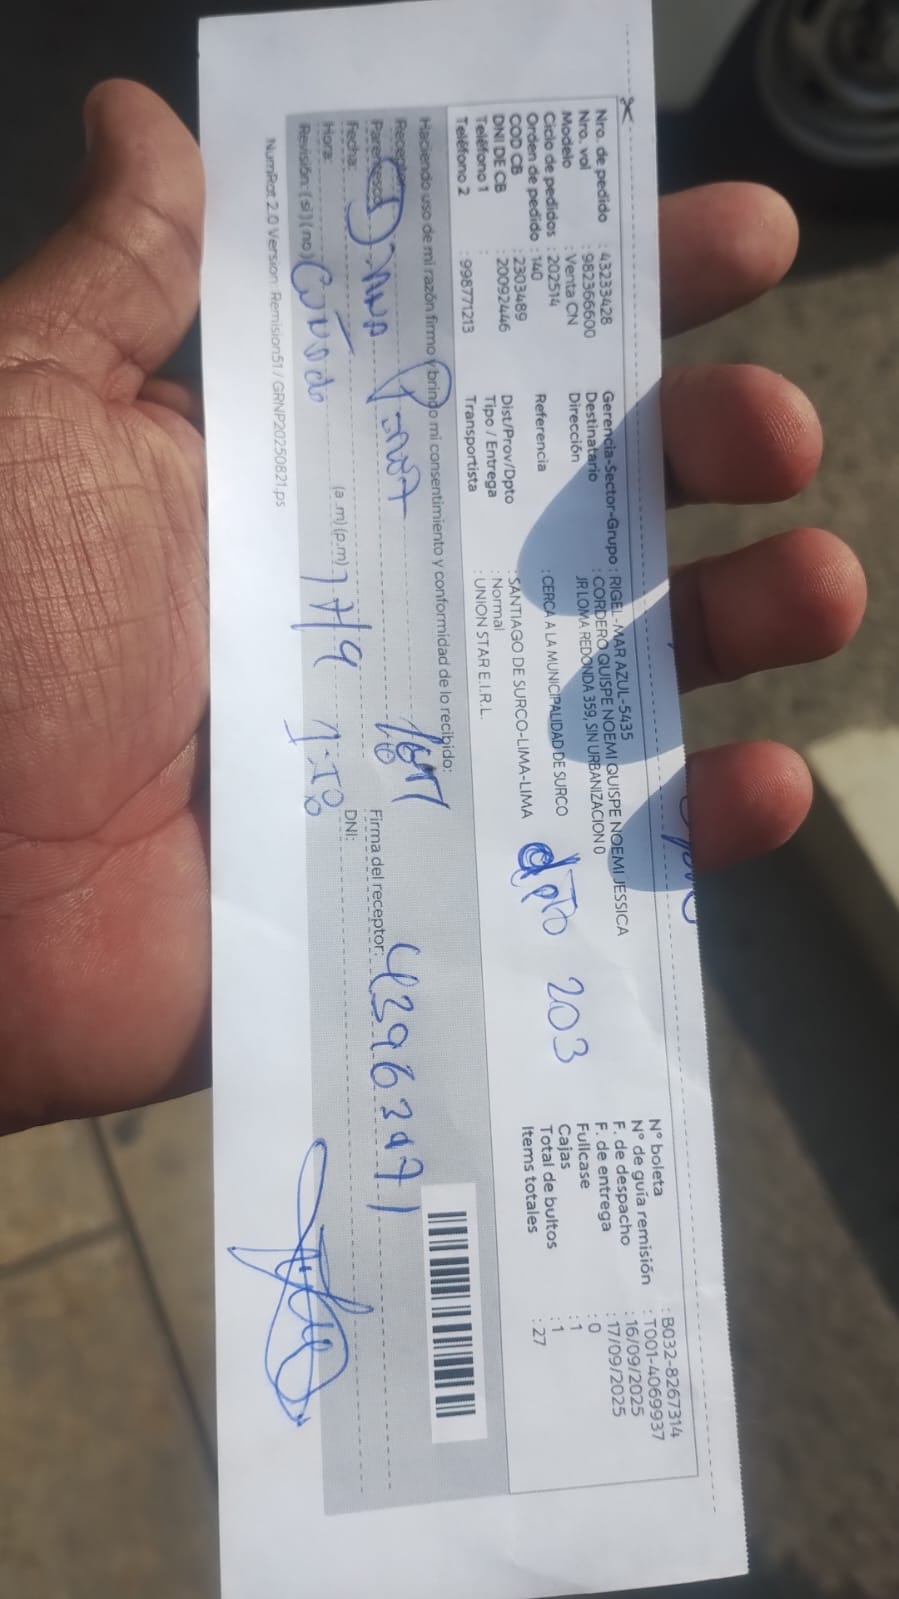 Nro. de pedido : 43233428
Nro. vol : 982366600
Modelo : Venta CN
Ciclo de pedidos : 202514
Orden de pedido : 140
COD CB : 2303489
DNI DE CB : 20092446
Teléfono 1 :
Teléfono 2 : 998771213
Gerencia-Sector-Grupo : RIGEL-MAR AZUL-5435
Destinatario : CORDERO QUISPE NOEMI QUISPE NOEMI JESSICA
Dirección JR LOMA REDONDA 359, SIN URBANIZACION 0
Referencia : CERCA A LA MUNICIPALIDAD DE SURCO
dpto 203
Dist/Prov/Dpto : SANTIAGO DE SURCO-LIMA-LIMA
Tipo / Entrega : Normal
Transportista : UNION STAR E.I.R.L.
N° boleta : B032-8267314
N° de guía remisión : T001-4069937
F. de despacho : 16/09/2025
F. de entrega : 17/09/2025
Fullcase : 0
Cajas : 1
Total de bultos : 1
Items totales : 27
Haciendo uso de mi razón firmo y brindo mi consentimiento y conformidad de lo recibido:
Receptor
Parentesco
Fecha:
Hora: (a.m) (p.m)
Revisión: (si) (no)
17/9
Firma del receptor:
DNI:
NumRot 2.0 Version: Remision51 / GRNP20250821.ps